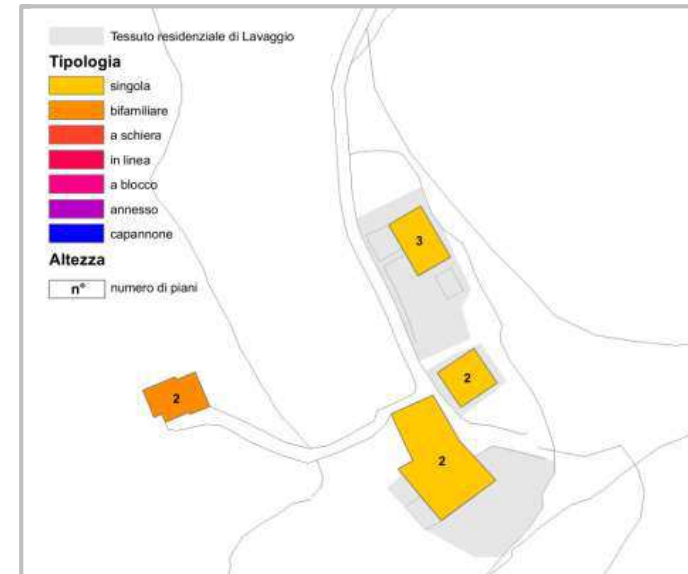 Tessuto residenziale di Lavaggio
Tipologia
singola
bifamiliare
a schiera
in linea
a blocco
annesso
capannone
Altezza
n° numero di piani
3
2
2
2